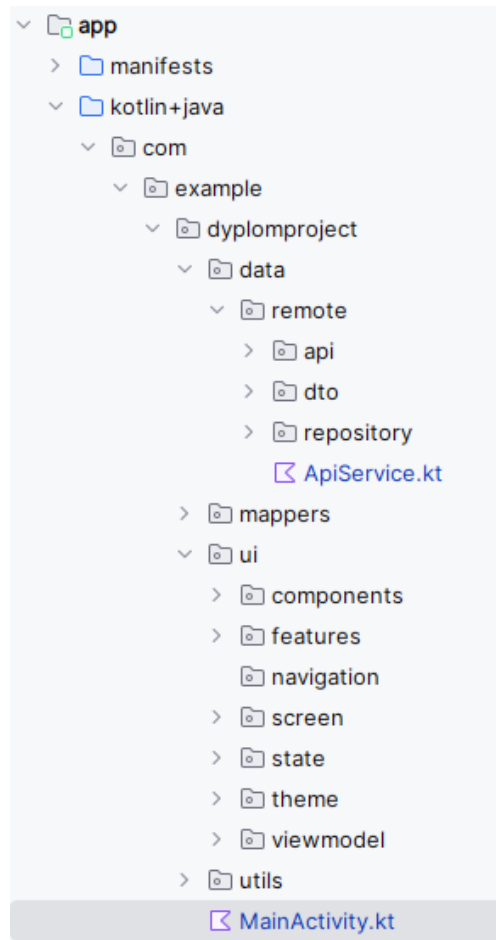 app
manifests
kotlin+java
com
example
dyplomproject
data
remote
api
dto
repository
ApiService.kt
mappers
ui
components
features
navigation
screen
state
theme
viewmodel
utils
MainActivity.kt